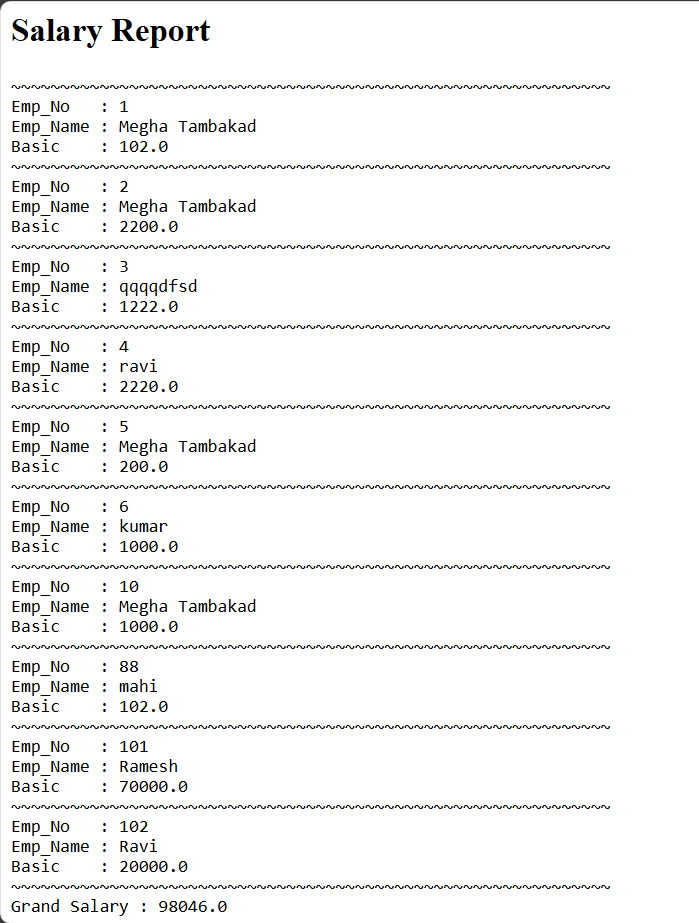 Salary Report
~~~~~~~~~~~~~~~~~~~~~~~~~~~~~~~~~~~~~~~~~~~~~~~~~~~~~~~~~~~~~
Emp_No   : 1
Emp_Name : Megha Tambakad
Basic    : 102.0
~~~~~~~~~~~~~~~~~~~~~~~~~~~~~~~~~~~~~~~~~~~~~~~~~~~~~~~~~~~~~
Emp_No   : 2
Emp_Name : Megha Tambakad
Basic    : 2200.0
~~~~~~~~~~~~~~~~~~~~~~~~~~~~~~~~~~~~~~~~~~~~~~~~~~~~~~~~~~~~~
Emp_No   : 3
Emp_Name : qqqqdfsd
Basic    : 1222.0
~~~~~~~~~~~~~~~~~~~~~~~~~~~~~~~~~~~~~~~~~~~~~~~~~~~~~~~~~~~~~
Emp_No   : 4
Emp_Name : ravi
Basic    : 2220.0
~~~~~~~~~~~~~~~~~~~~~~~~~~~~~~~~~~~~~~~~~~~~~~~~~~~~~~~~~~~~~
Emp_No   : 5
Emp_Name : Megha Tambakad
Basic    : 200.0
~~~~~~~~~~~~~~~~~~~~~~~~~~~~~~~~~~~~~~~~~~~~~~~~~~~~~~~~~~~~~
Emp_No   : 6
Emp_Name : kumar
Basic    : 1000.0
~~~~~~~~~~~~~~~~~~~~~~~~~~~~~~~~~~~~~~~~~~~~~~~~~~~~~~~~~~~~~
Emp_No   : 10
Emp_Name : Megha Tambakad
Basic    : 1000.0
~~~~~~~~~~~~~~~~~~~~~~~~~~~~~~~~~~~~~~~~~~~~~~~~~~~~~~~~~~~~~
Emp_No   : 88
Emp_Name : mahi
Basic    : 102.0
~~~~~~~~~~~~~~~~~~~~~~~~~~~~~~~~~~~~~~~~~~~~~~~~~~~~~~~~~~~~~
Emp_No   : 101
Emp_Name : Ramesh
Basic    : 70000.0
~~~~~~~~~~~~~~~~~~~~~~~~~~~~~~~~~~~~~~~~~~~~~~~~~~~~~~~~~~~~~
Emp_No   : 102
Emp_Name : Ravi
Basic    : 20000.0
~~~~~~~~~~~~~~~~~~~~~~~~~~~~~~~~~~~~~~~~~~~~~~~~~~~~~~~~~~~~~
Grand Salary : 98046.0